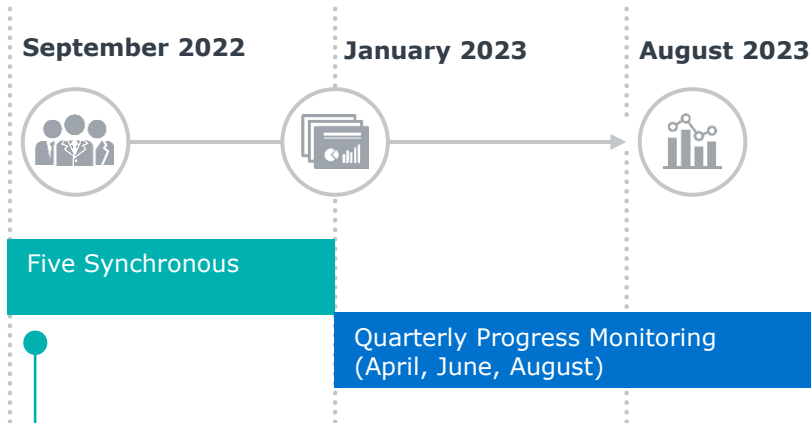 September 2022
January 2023
August 2023
Five Synchronous
Quarterly Progress Monitoring
(April, June, August)